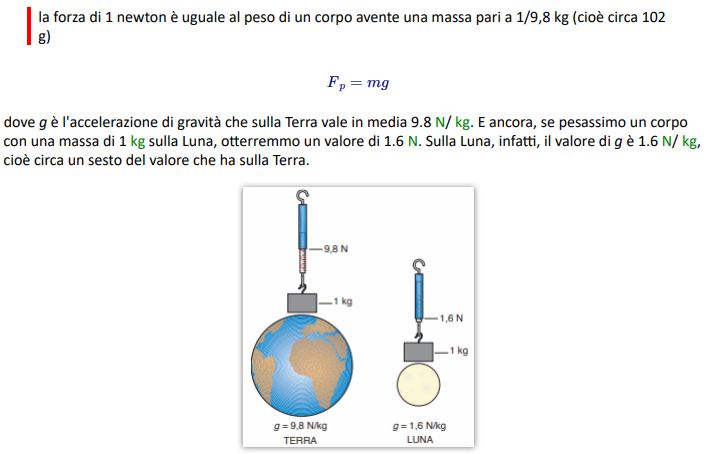 la forza di 1 newton è uguale al peso di un corpo avente una massa pari a 1/9,8 kg (cioè circa 102
g)
F_p = mg
dove g è l'accelerazione di gravità che sulla Terra vale in media 9.8 N/ kg. E ancora, se pesassimo un corpo
con una massa di 1 kg sulla Luna, otterremmo un valore di 1.6 N. Sulla Luna, infatti, il valore di g è 1.6 N/ kg,
cioè circa un sesto del valore che ha sulla Terra.
9,8 N
1 kg
1,6 N
1 kg
g = 9,8 N/kg
TERRA
g = 1,6 N/kg
LUNA